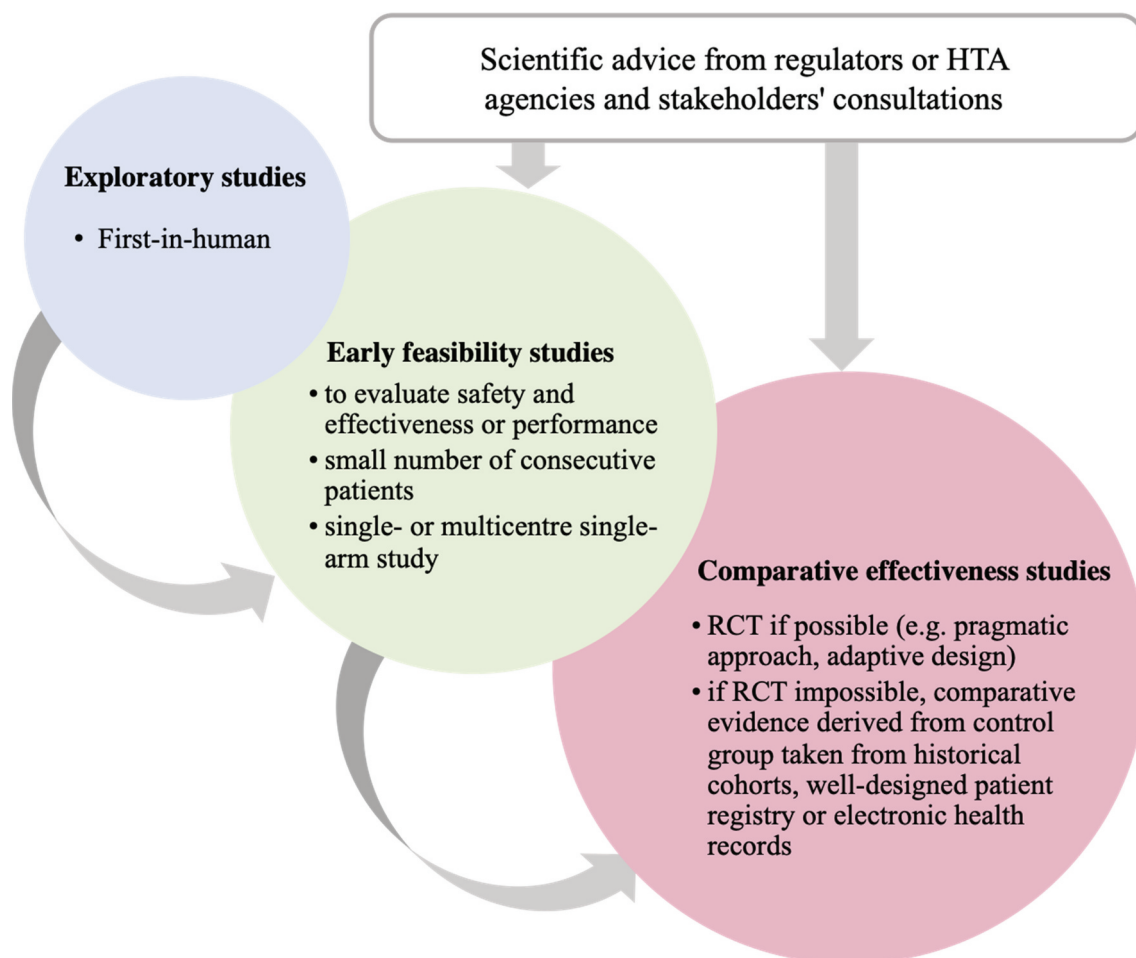 Scientific advice from regulators or HTA
agencies and stakeholders' consultations
Exploratory studies
• First-in-human
Early feasibility studies
• to evaluate safety and
effectiveness or performance
• small number of consecutive
patients
• single- or multicentre single-
arm study
Comparative effectiveness studies
• RCT if possible (e.g. pragmatic
approach, adaptive design)
• if RCT impossible, comparative
evidence derived from control
group taken from historical
cohorts, well-designed patient
registry or electronic health
records